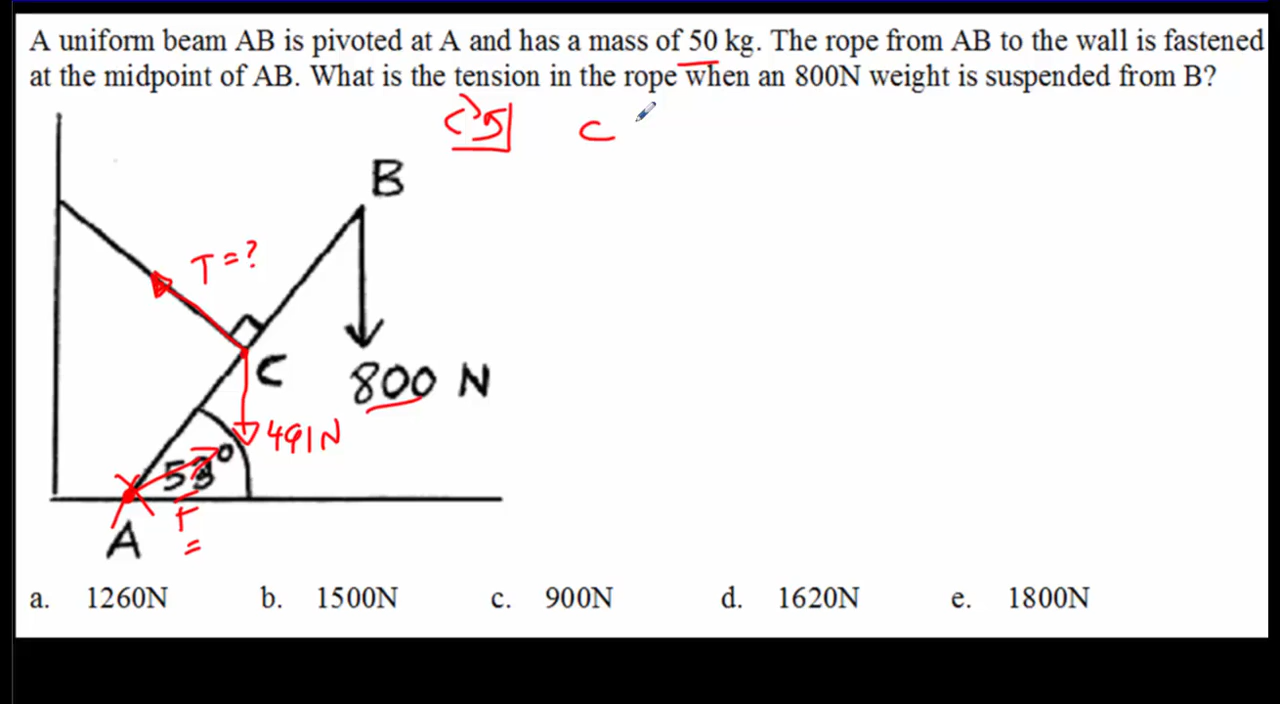 A uniform beam AB is pivoted at A and has a mass of 50 kg. The rope from AB to the wall is fastened
at the midpoint of AB. What is the tension in the rope when an 800N weight is suspended from B?
C
B
T = ?
C
800 N
491N
53°
F
=
A
a. 1260N b. 1500N c. 900N d. 1620N e. 1800N